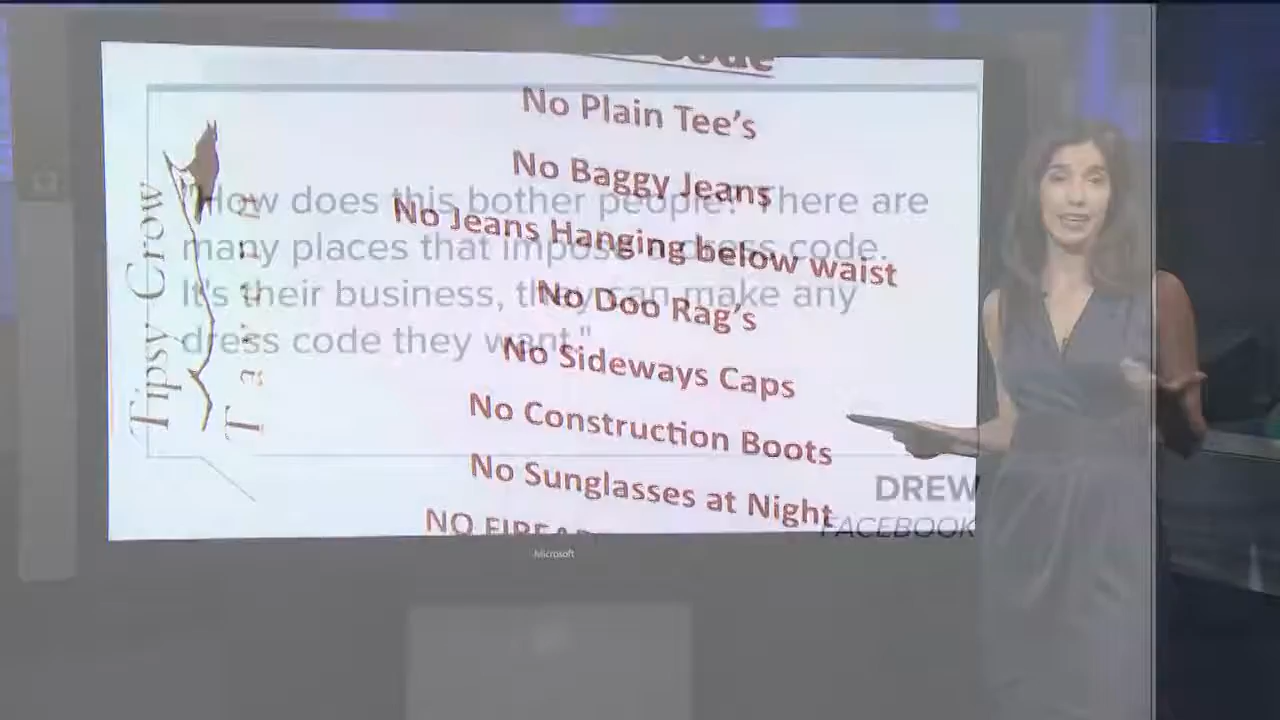 No Plain Tee's
No Baggy Jeans
No Jeans Hanging below waist
No Doo Rag's
No Sideways Caps
No Construction Boots
No Sunglasses at Night
Tipsy Crow
Tavern
How does this bother people? There are
many places that impose dress code.
It's their business, they can make any
dress code they want."
DREW
FACEBOOK
Microsoft